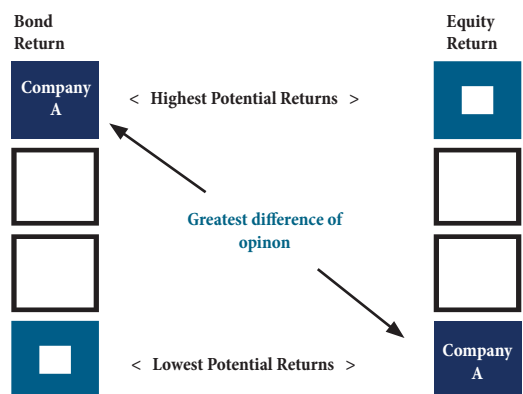 Bond
Return
Equity
Return
Company
A
< Highest Potential Returns >
Greatest difference of
opinon
< Lowest Potential Returns >
Company
A